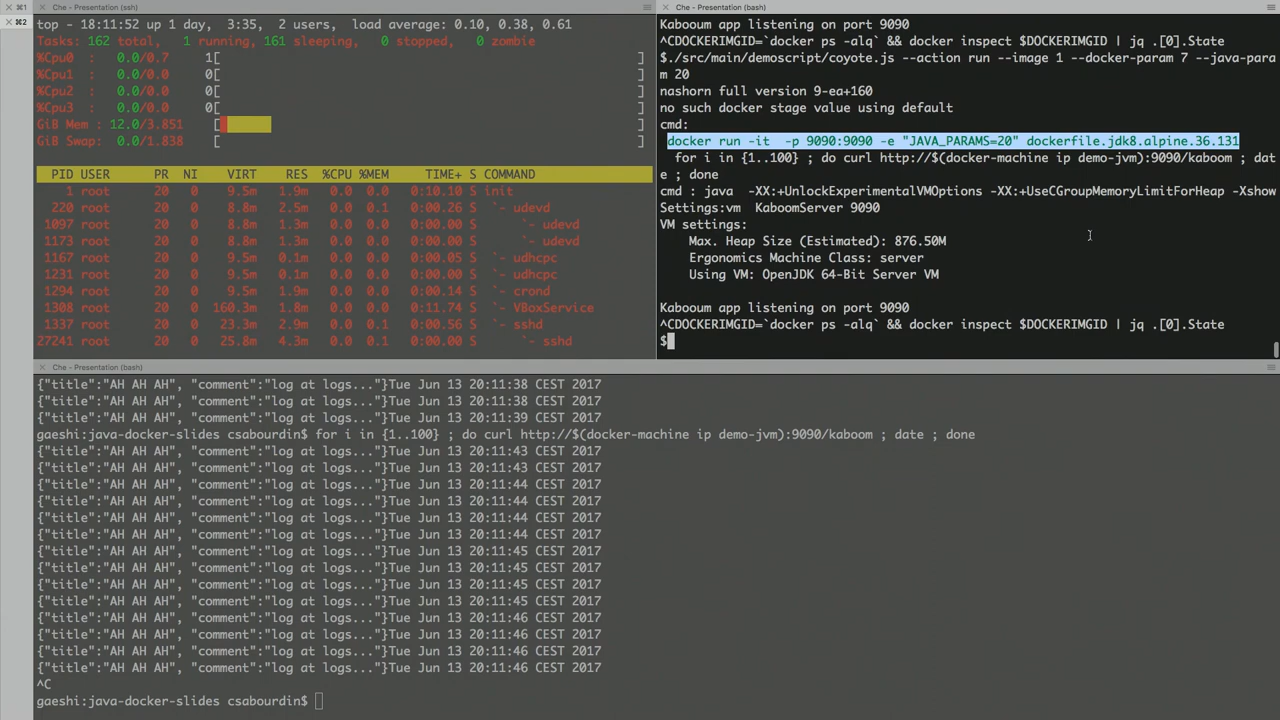 ⌘1
⌘2
Che - Presentation (ssh)
top - 18:11:52 up 1 day,  3:35,  2 users,  load average: 0.10, 0.38, 0.61
Tasks: 162 total,   1 running, 161 sleeping,   0 stopped,   0 zombie
%Cpu0  :   0.0/0.7     1[                    ]
%Cpu1  :   0.0/0.0     0[                    ]
%Cpu2  :   0.0/0.0     0[                    ]
%Cpu3  :   0.0/0.0     0[                    ]
GiB Mem : 12.0/3.851    [                    ]
GiB Swap:  0.0/1.838    [                    ]
PID USER      PR  NI    VIRT    RES  %CPU %MEM     TIME+ S COMMAND
1 root      20   0    9.5m   1.9m   0.0  0.0   0:10.10 S init
220 root      20   0    8.8m   2.5m   0.0  0.1   0:00.26 S  `- udevd
1097 root      20   0    8.8m   1.3m   0.0  0.0   0:00.00 S      `- udevd
1173 root      20   0    8.8m   1.3m   0.0  0.0   0:00.00 S      `- udevd
1167 root      20   0    9.5m   0.1m   0.0  0.0   0:00.03 S  `- udhcpc
1231 root      20   0    9.5m   0.1m   0.0  0.0   0:00.00 S  `- udhcpc
1294 root      20   0    9.5m   1.9m   0.0  0.0   0:00.14 S  `- crond
1308 root      20   0  160.3m   1.8m   0.0  0.0   0:11.74 S  `- VBoxService
1337 root      20   0   23.3m   2.9m   0.0  0.1   0:00.56 S  `- sshd
27241 root      20   0   25.8m   4.3m   0.0  0.1   0:00.00 S      `- sshd
Che - Presentation (bash)
Kaboom app listening on port 9090
^CDOCKERIMGID=`docker ps -alq` && docker inspect $DOCKERIMGID | jq .[0].State
$./src/main/demoscript/coyote.js --action run --image 1 --docker-param 7 --java-para
m 20
nashorn full version 9-ea+160
no such docker stage value using default
cmd:
docker run -it  -p 9090:9090 -e "JAVA_PARAMS=20" dockerfile.jdk8.alpine.36.131
for i in {1..100} ; do curl http://$(docker-machine ip demo-jvm):9090/kaboom ; dat
e ; done
cmd : java  -XX:+UnlockExperimentalVMOptions -XX:+UseCGroupMemoryLimitForHeap -Xshow
Settings:vm  KaboomServer 9090
VM settings:
Max. Heap Size (Estimated): 876.50M
Ergonomics Machine Class: server
Using VM: OpenJDK 64-Bit Server VM
Kaboum app listening on port 9090
^CDOCKERIMGID=`docker ps -alq` && docker inspect $DOCKERIMGID | jq .[0].State
$
Che - Presentation (bash)
{"title":"AH AH AH", "comment":"log at logs..."}Tue Jun 13 20:11:38 CEST 2017
{"title":"AH AH AH", "comment":"log at logs..."}Tue Jun 13 20:11:38 CEST 2017
{"title":"AH AH AH", "comment":"log at logs..."}Tue Jun 13 20:11:39 CEST 2017
gaeshi:java-docker-slides csabourdin$ for i in {1..100} ; do curl http://$(docker-machine ip demo-jvm):9090/kaboom ; date ; done
{"title":"AH AH AH", "comment":"log at logs..."}Tue Jun 13 20:11:43 CEST 2017
{"title":"AH AH AH", "comment":"log at logs..."}Tue Jun 13 20:11:43 CEST 2017
{"title":"AH AH AH", "comment":"log at logs..."}Tue Jun 13 20:11:44 CEST 2017
{"title":"AH AH AH", "comment":"log at logs..."}Tue Jun 13 20:11:44 CEST 2017
{"title":"AH AH AH", "comment":"log at logs..."}Tue Jun 13 20:11:44 CEST 2017
{"title":"AH AH AH", "comment":"log at logs..."}Tue Jun 13 20:11:44 CEST 2017
{"title":"AH AH AH", "comment":"log at logs..."}Tue Jun 13 20:11:45 CEST 2017
{"title":"AH AH AH", "comment":"log at logs..."}Tue Jun 13 20:11:45 CEST 2017
{"title":"AH AH AH", "comment":"log at logs..."}Tue Jun 13 20:11:45 CEST 2017
{"title":"AH AH AH", "comment":"log at logs..."}Tue Jun 13 20:11:45 CEST 2017
{"title":"AH AH AH", "comment":"log at logs..."}Tue Jun 13 20:11:46 CEST 2017
{"title":"AH AH AH", "comment":"log at logs..."}Tue Jun 13 20:11:46 CEST 2017
{"title":"AH AH AH", "comment":"log at logs..."}Tue Jun 13 20:11:46 CEST 2017
{"title":"AH AH AH", "comment":"log at logs..."}Tue Jun 13 20:11:46 CEST 2017
^C
gaeshi:java-docker-slides csabourdin$